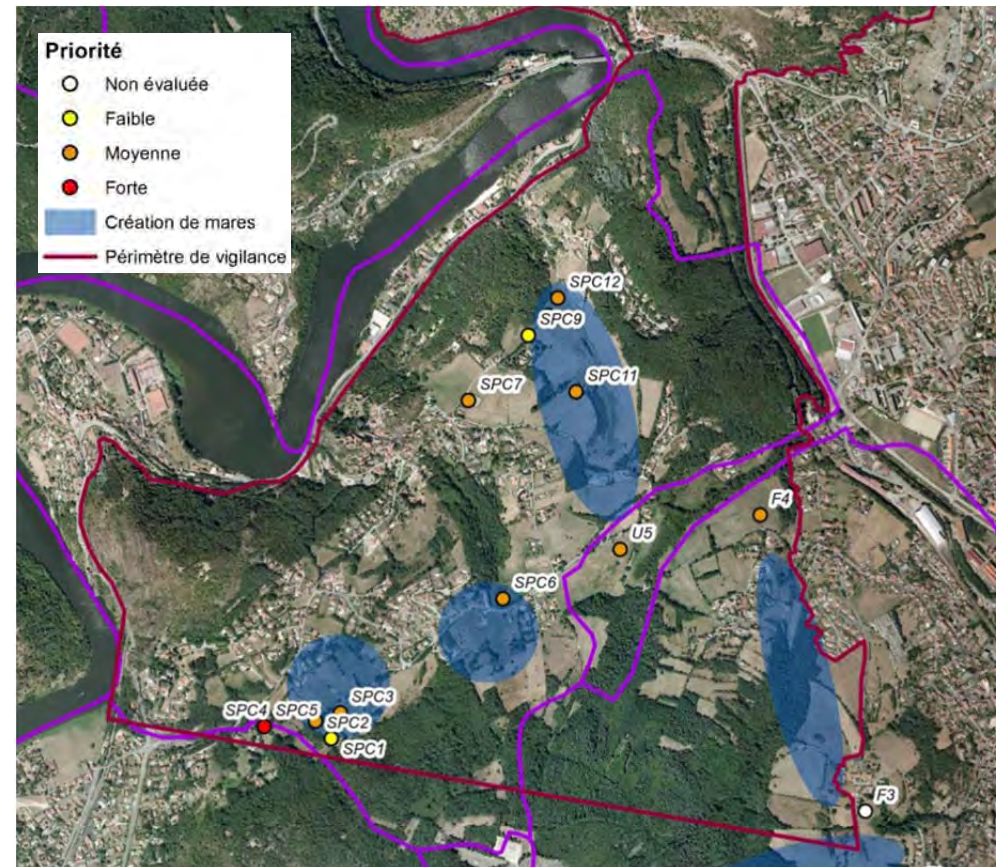 Priorité
Non évaluée
Faible
Moyenne
Forte
Création de mares
Périmètre de vigilance
SPC12
SPC9
SPC7
SPC11
F4
U5
SPC6
SPC3
SPC4
SPC5
SPC2
SPC1
F3